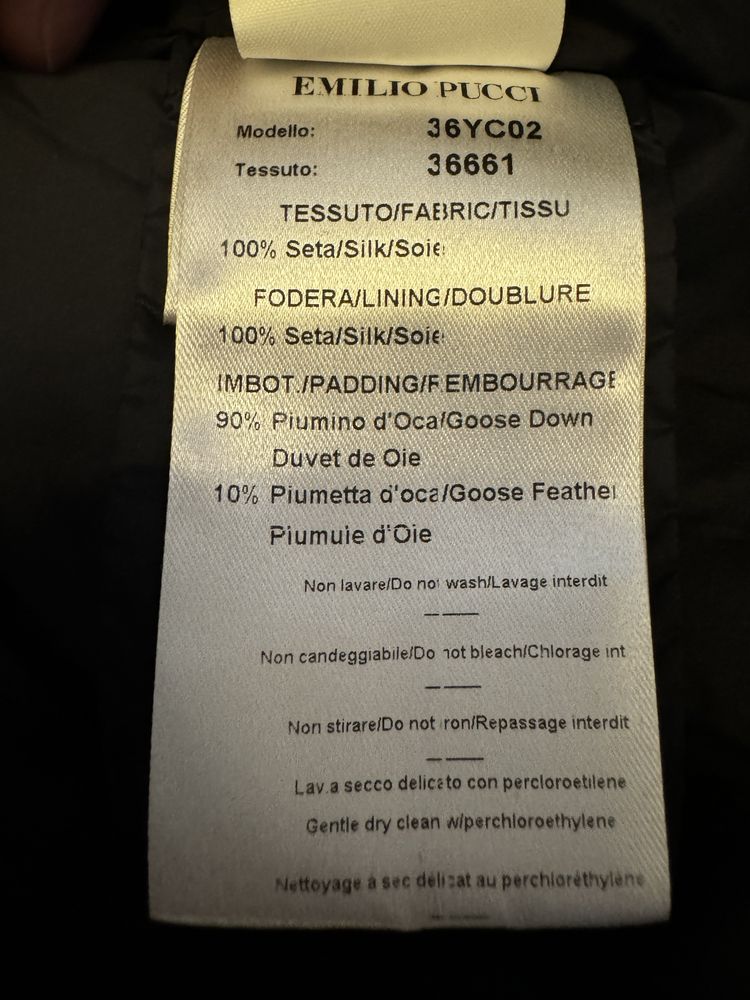 EMILIO PUCCI
Modello: 36YC02
Tessuto: 36661
TESSUTO/FABRIC/TISSU
100% Seta/Silk/Soie
FODERA/LINING/DOUBLURE
100% Seta/Silk/Soie
IMBOT./PADDING/REMBOURRAGE
90% Piumino d'Oca/Goose Down
Duvet de Oie
10% Piumetta d'oca/Goose Feather
Piumuie d'Oie
Non lavare/Do not wash/Lavage interdit
Non candeggiabile/Do not bleach/Chlorage int
Non stirare/Do not iron/Repassage interdit
Lav.a secco delicato con percloroetilene
Gentle dry clean w/perchloroethylene
Nettoyage à sec délicat au perchloréthylène